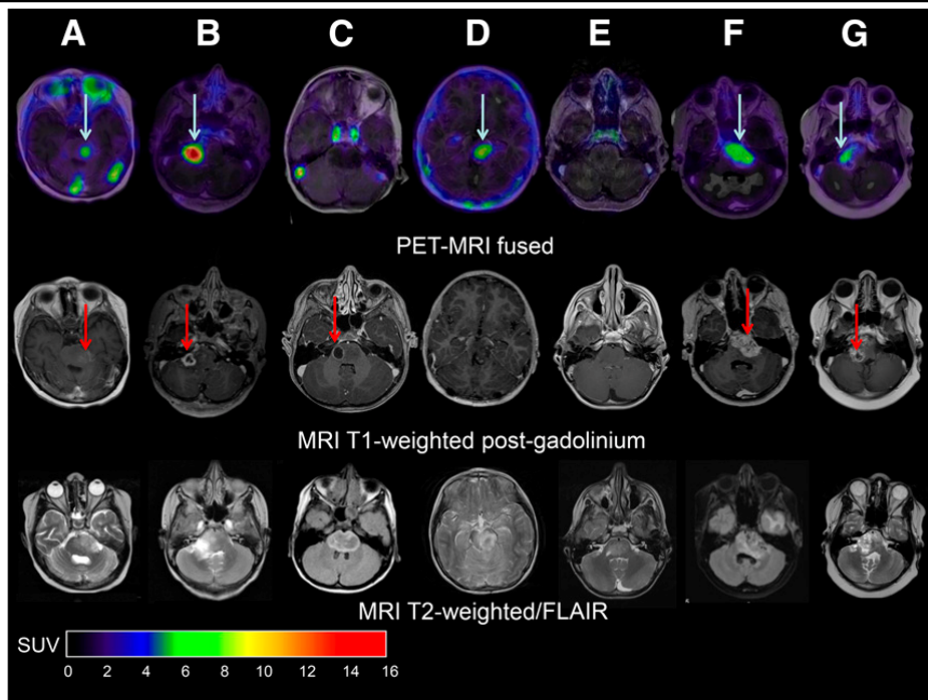 A B C D E F G
PET-MRI fused
MRI T1-weighted post-gadolinium
MRI T2-weighted/FLAIR
SUV
0 2 4 6 8 10 12 14 16